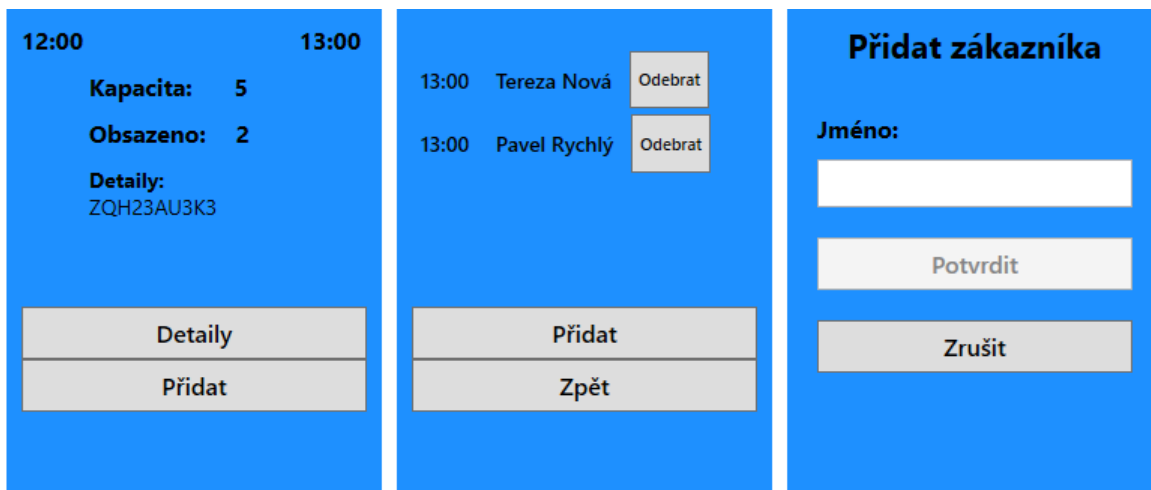 12:00 13:00
Kapacita: 5
Obsazeno: 2
Detaily:
ZQH23AU3K3
Detaily
Přidat
13:00 Tereza Nová Odebrat
13:00 Pavel Rychlý Odebrat
Přidat
Zpět
Přidat zákazníka
Jméno:
Potvrdit
Zrušit